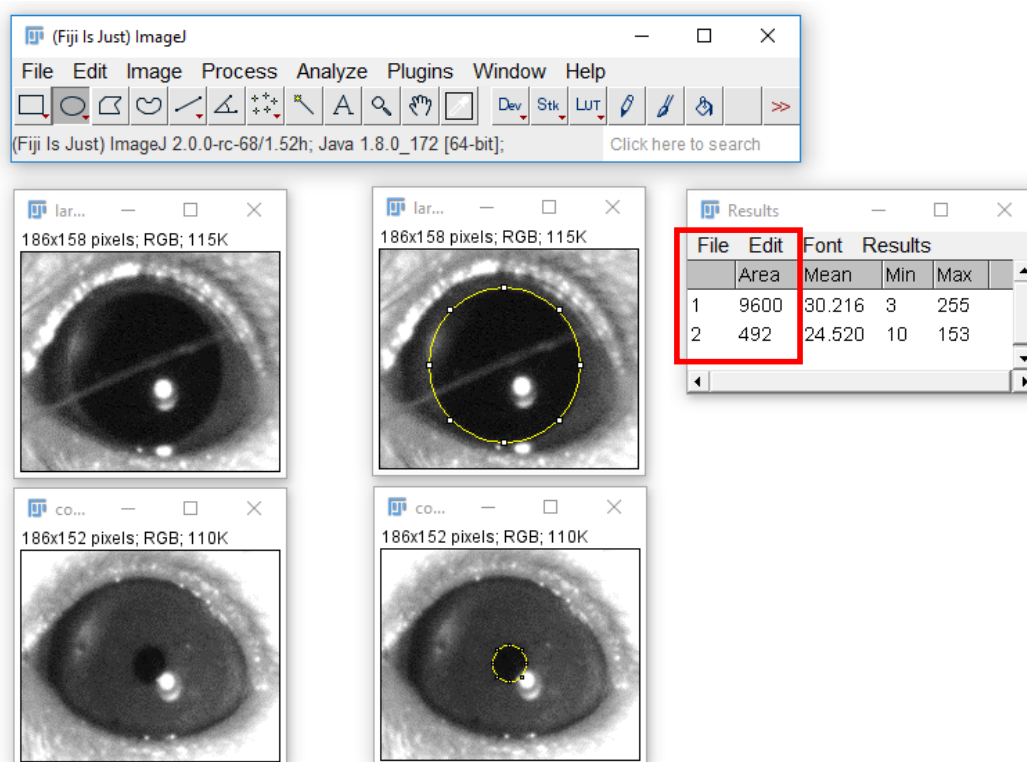 (Fiji Is Just) ImageJ
File Edit Image Process Analyze Plugins Window Help
A Dev Stk LUT >>
(Fiji Is Just) ImageJ 2.0.0-rc-68/1.52h; Java 1.8.0_172 [64-bit]; Click here to search
lar...
186x158 pixels; RGB; 115K
lar...
186x158 pixels; RGB; 115K
Results
File Edit Font Results
Area Mean Min Max
1 9600 30.216 3 255
2 492 24.520 10 153
co...
186x152 pixels; RGB; 110K
co...
186x152 pixels; RGB; 110K